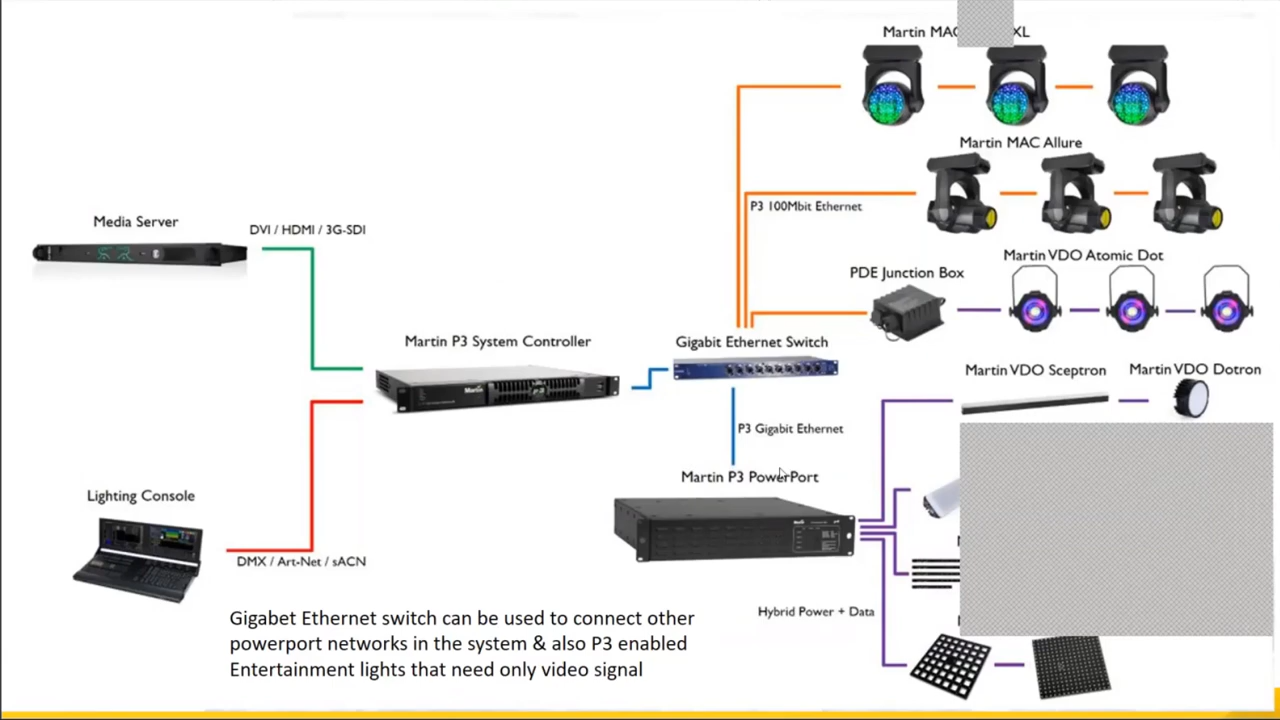 Martin MAC XL
Martin MAC Allure
P3 100Mbit Ethernet
Media Server
DVI / HDMI / 3G-SDI
Martin VDO Atomic Dot
PDE Junction Box
Martin P3 System Controller
Gigabit Ethernet Switch
Martin VDO Sceptron
Martin VDO Dotron
P3 Gigabit Ethernet
Martin P3 PowerPort
Lighting Console
DMX / Art-Net / sACN
Hybrid Power + Data
Gigabet Ethernet switch can be used to connect other
powerport networks in the system & also P3 enabled
Entertainment lights that need only video signal